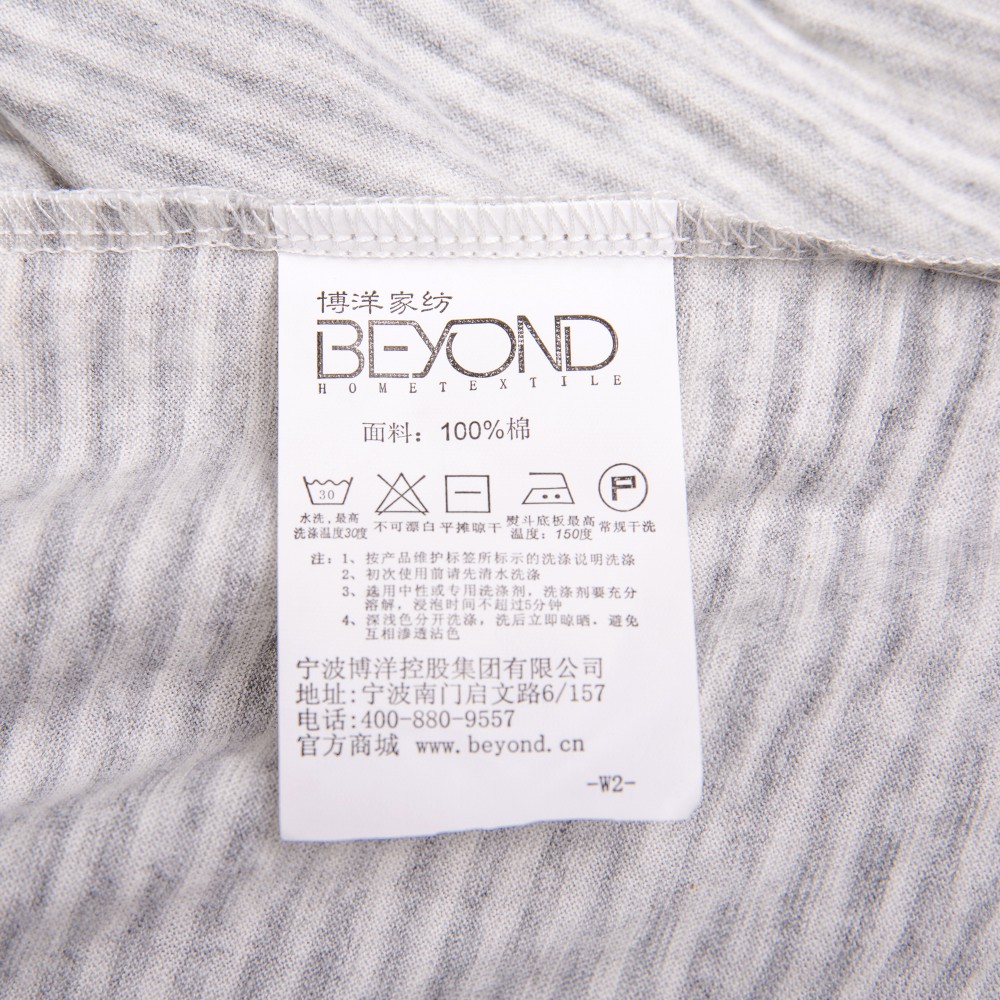 博洋家纺
BEYOND
HOMETEXTILE
面料：100%棉
30 P
水洗，最高 不可漂白 平摊晾干 熨斗底板最高 常规干洗
洗涤温度30度 温度：150度
注：1、按产品维护标签所标示的洗涤说明洗涤
2、初次使用前请先清水洗涤
3、选用中性或专用洗涤剂，洗涤剂要充分
溶解，浸泡时间不超过5分钟
4、深浅色分开洗涤，洗后立即晾晒，避免
互相渗透沾色
宁波博洋控股集团有限公司
地址:宁波南门启文路6/157
电话:400-880-9557
官方商城 www.beyond.cn
-W2-